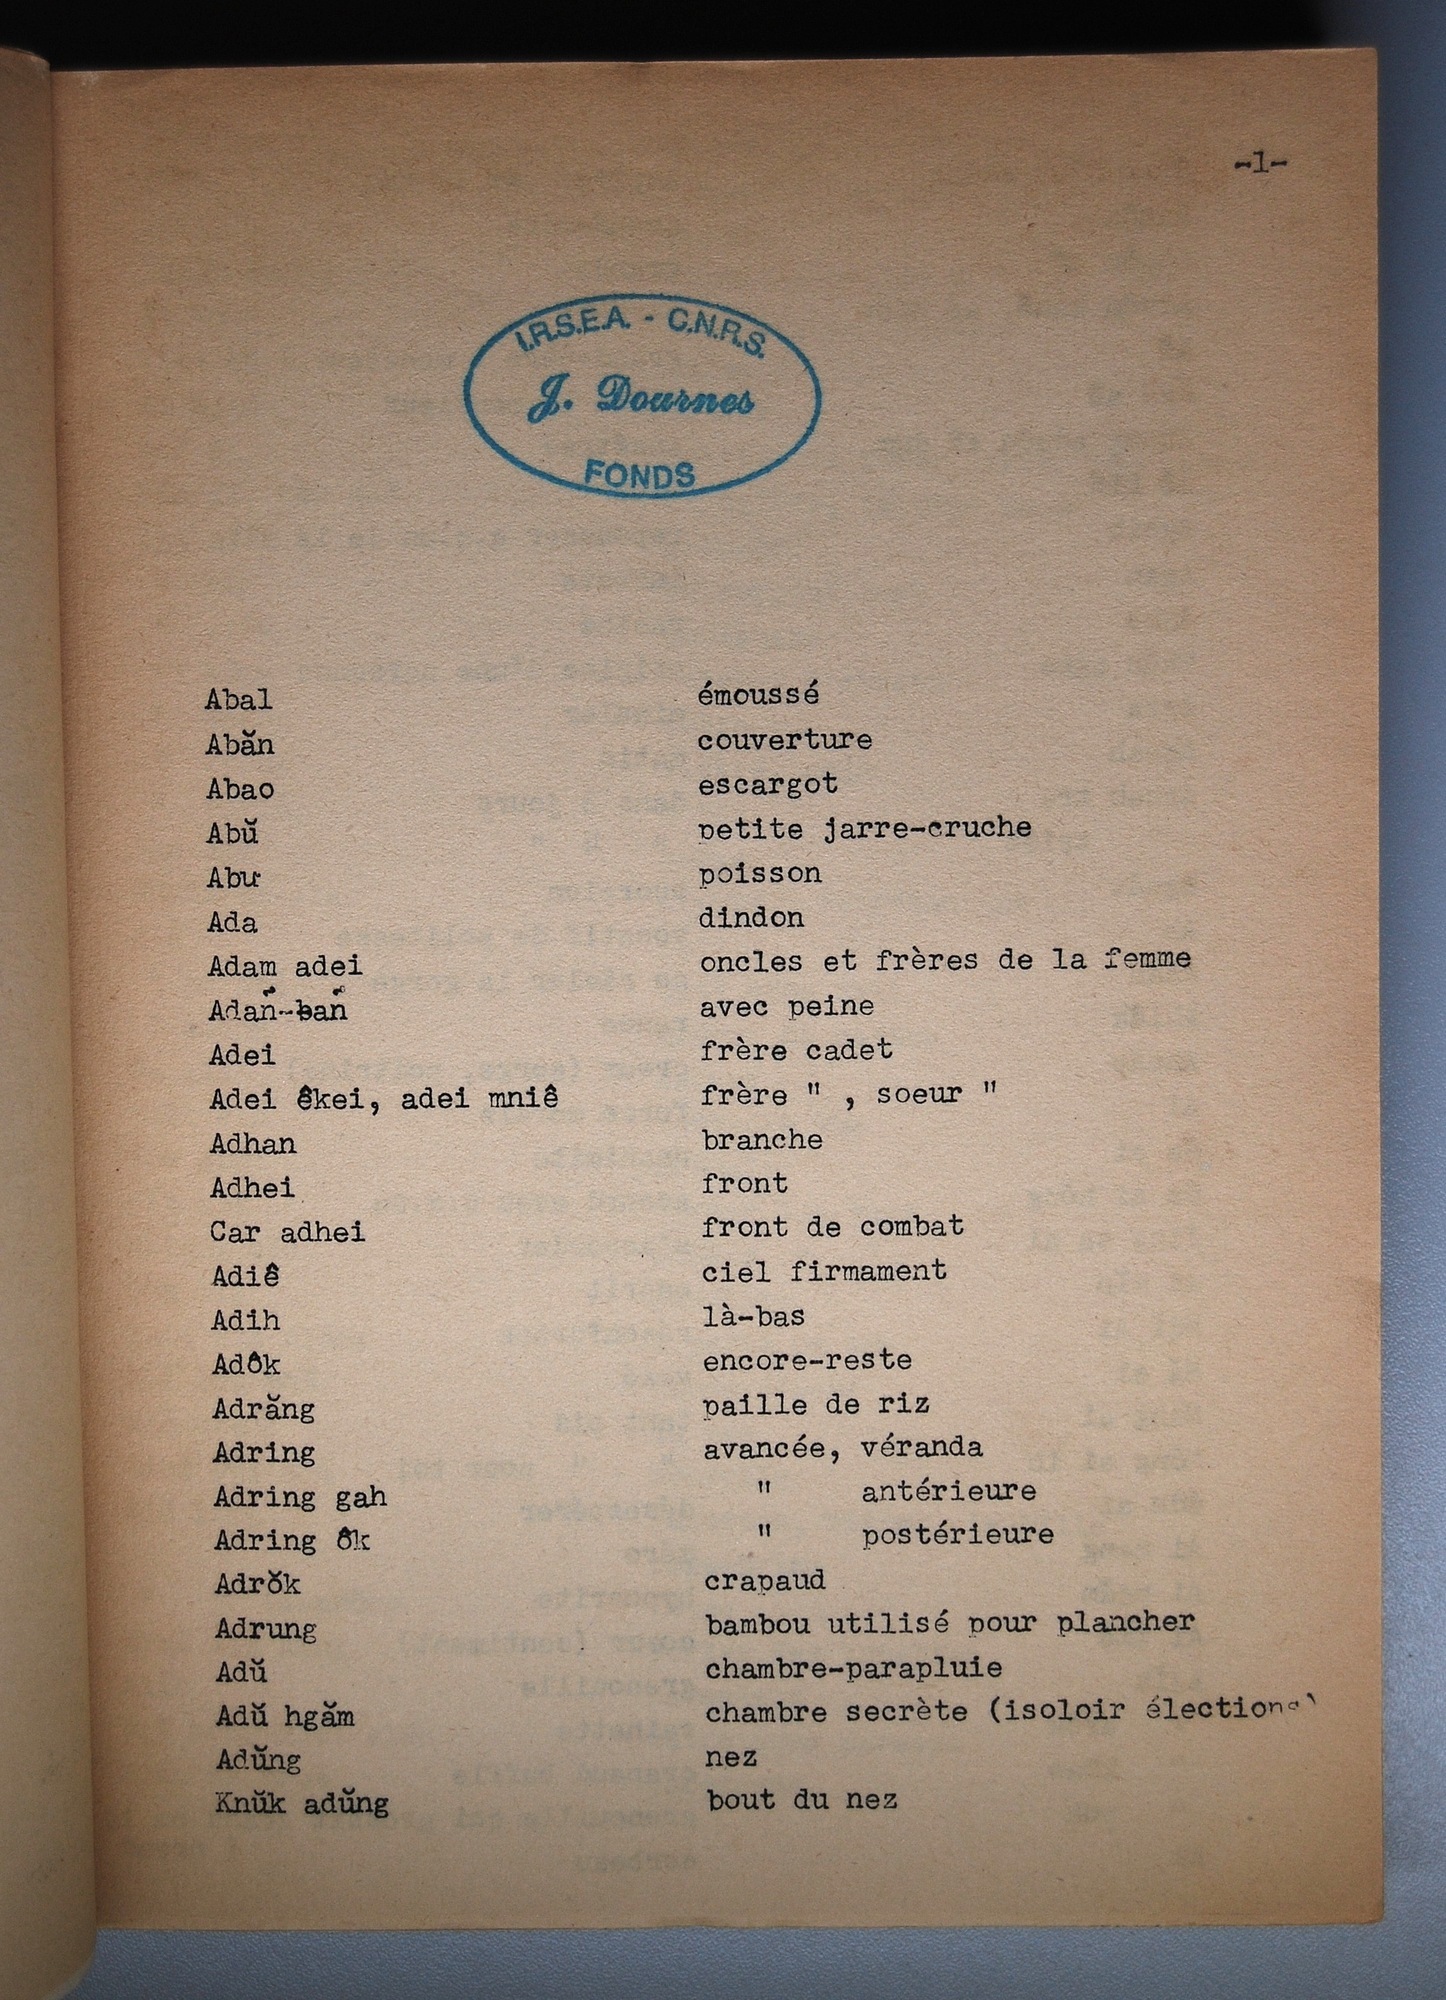 -1-
I.R.S.E.A. - C.N.R.S.
J. Dournes
FONDS
Abal émoussé
Abăn couverture
Abao escargot
Abŭ petite jarre-cruche
Abư poisson
Ada dindon
Adam adei oncles et frères de la femme
Adañ-bañ avec peine
Adei frère cadet
Adei êkei, adei mniê frère " , soeur "
Adhan branche
Adhei front
Car adhei front de combat
Adiê ciel firmament
Adih là-bas
Adôk encore-reste
Adrăng paille de riz
Adring avancée, véranda
Adring gah " antérieure
Adring ôk " postérieure
Adrŏk crapaud
Adrung bambou utilisé pour plancher
Adŭ chambre-parapluie
Adŭ hgăm chambre secrète (isoloir élections)
Adŭng nez
Knŭk adŭng bout du nez